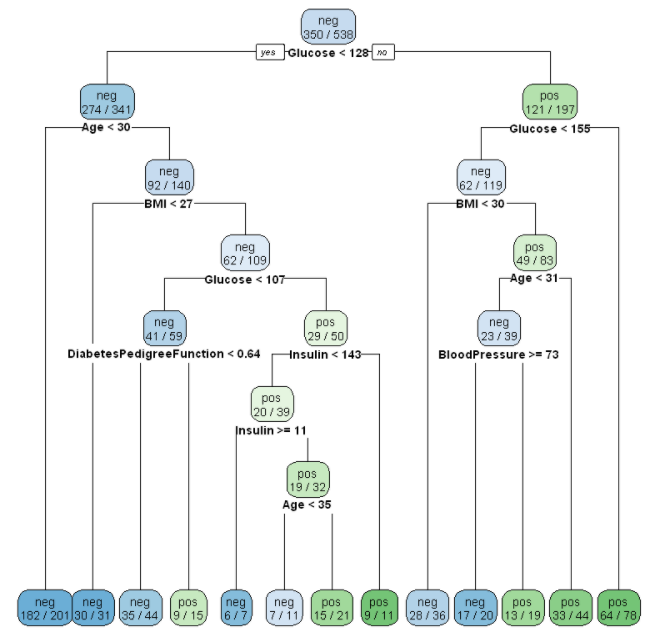 neg
350 / 538
yes Glucose < 128 no
neg
274 / 341
Age < 30
pos
121 / 197
Glucose < 155
neg
92 / 140
BMI < 27
neg
62 / 119
BMI < 30
neg
62 / 109
Glucose < 107
pos
49 / 83
Age < 31
neg
41 / 59
DiabetesPedigreeFunction < 0.64
pos
29 / 50
Insulin < 143
neg
23 / 39
BloodPressure >= 73
pos
20 / 39
Insulin >= 11
pos
19 / 32
Age < 35
neg
182 / 201
neg
30 / 31
neg
35 / 44
pos
9 / 15
neg
6 / 7
neg
7 / 11
pos
15 / 21
pos
9 / 11
neg
28 / 36
neg
17 / 20
pos
13 / 19
pos
33 / 44
pos
64 / 78